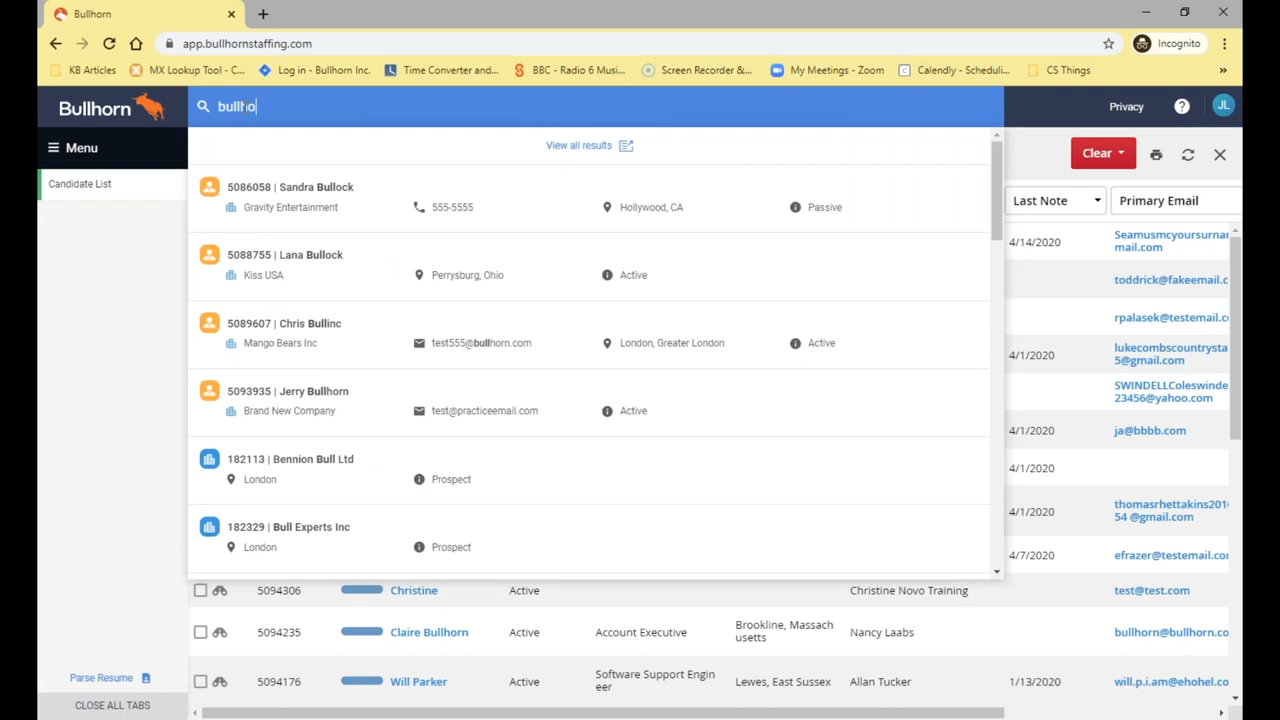 Bullhorn
app.bullhornstaffing.com
Incognito
KB Articles
MX Lookup Tool - C...
Log in - Bullhorn Inc.
Time Converter and...
BBC - Radio 6 Musi...
Screen Recorder &...
My Meetings - Zoom
Calendly - Scheduli...
CS Things
»
Bullhorn
bullho
Privacy
?
JL
Menu
View all results
Clear
Candidate List
5086058 | Sandra Bullock
Gravity Entertainment
555-5555
Hollywood, CA
Passive
Last Note
Primary Email
5088755 | Lana Bullock
Kiss USA
Perrysburg, Ohio
Active
5089607 | Chris Bullinc
Mango Bears Inc
test555@bullhorn.com
London, Greater London
Active
5093935 | Jerry Bullhorn
Brand New Company
test@practiceemail.com
Active
182113 | Bennion Bull Ltd
London
Prospect
182329 | Bull Experts Inc
London
Prospect
4/14/2020
Seamusmcyoursurnar
mail.com
toddrick@fakeemail.c
rpalasek@testemail.co
4/1/2020
lukecombscountrysta
5@gmail.com
SWINDELLColeswinde
23456@yahoo.com
4/1/2020
ja@bbbb.com
4/1/2020
4/1/2020
thomasrhettakins201
54 @gmail.com
4/7/2020
efrazer@testemail.co
5094306
Christine
Active
Christine Novo Training
test@test.com
5094235
Claire Bullhorn
Active
Account Executive
Brookline, Massach
usetts
Nancy Laabs
bullhorn@bullhorn.co
5094176
Will Parker
Active
Software Support Engin
eer
Lewes, East Sussex
Allan Tucker
1/13/2020
will.p.i.am@ehohel.co
Parse Resume
CLOSE ALL TABS